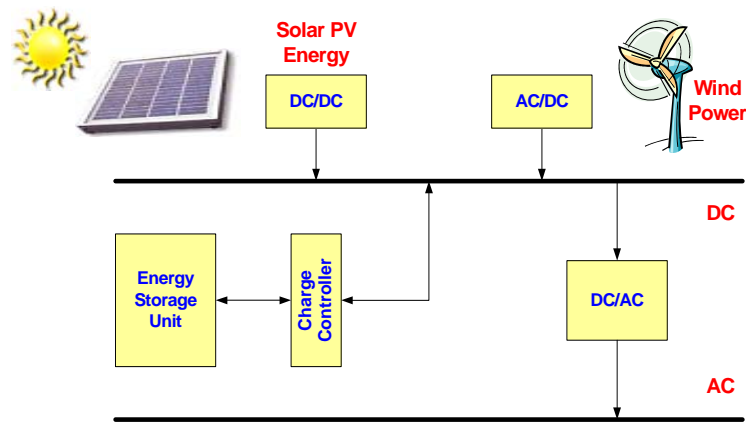 Solar PV
Energy
DC/DC
AC/DC
Wind
Power
DC
Energy
Storage
Unit
Charge
Controller
DC/AC
AC